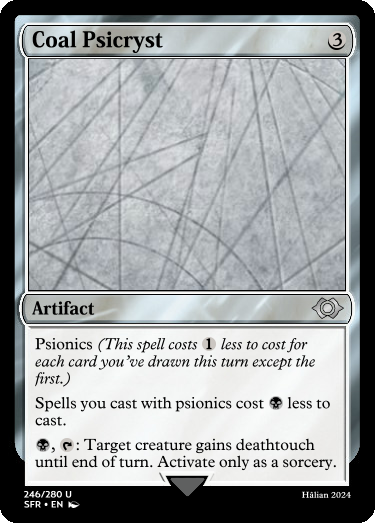 Coal Psicryst 3
Artifact
Psionics (This spell costs 1 less to cost for
each card you've drawn this turn except the
first.)
Spells you cast with psionics cost less to
cast.
, : Target creature gains deathtouch
until end of turn. Activate only as a sorcery.
246/280 U
SFR • EN Hálian 2024